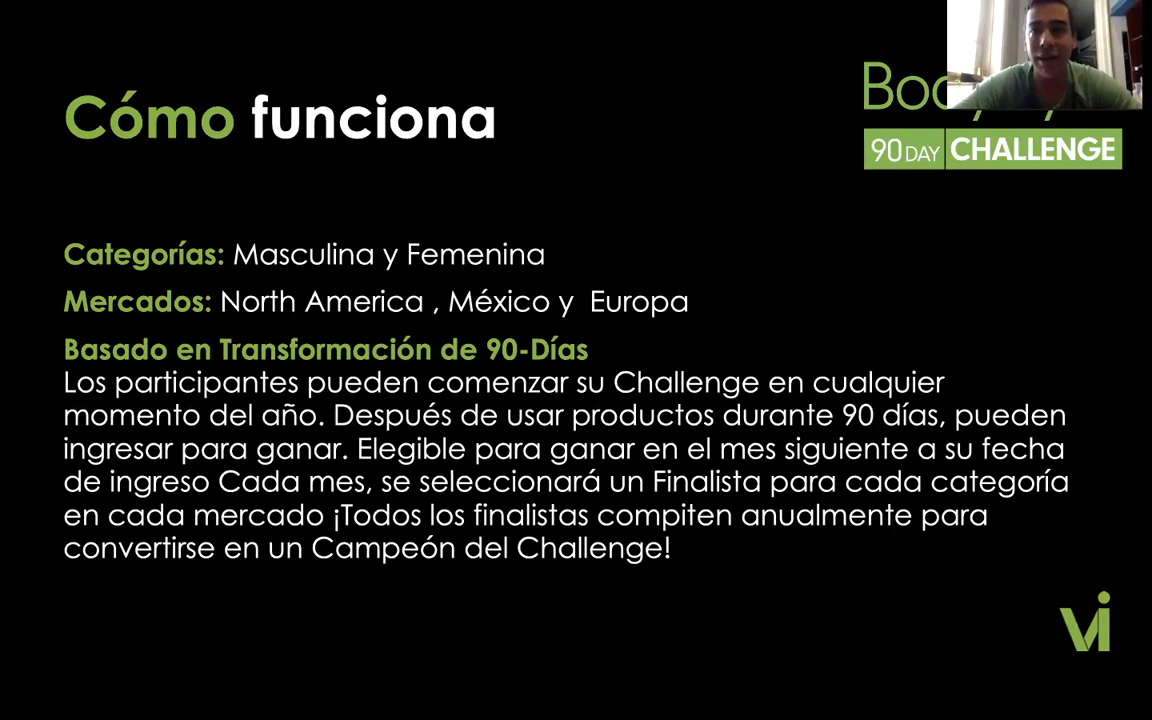 Cómo funciona
90 DAY CHALLENGE
Categorías: Masculina y Femenina
Mercados: North America , México y Europa
Basado en Transformación de 90-Días
Los participantes pueden comenzar su Challenge en cualquier
momento del año. Después de usar productos durante 90 días, pueden
ingresar para ganar. Elegible para ganar en el mes siguiente a su fecha
de ingreso Cada mes, se seleccionará un Finalista para cada categoría
en cada mercado ¡Todos los finalistas compiten anualmente para
convertirse en un Campeón del Challenge!
vi